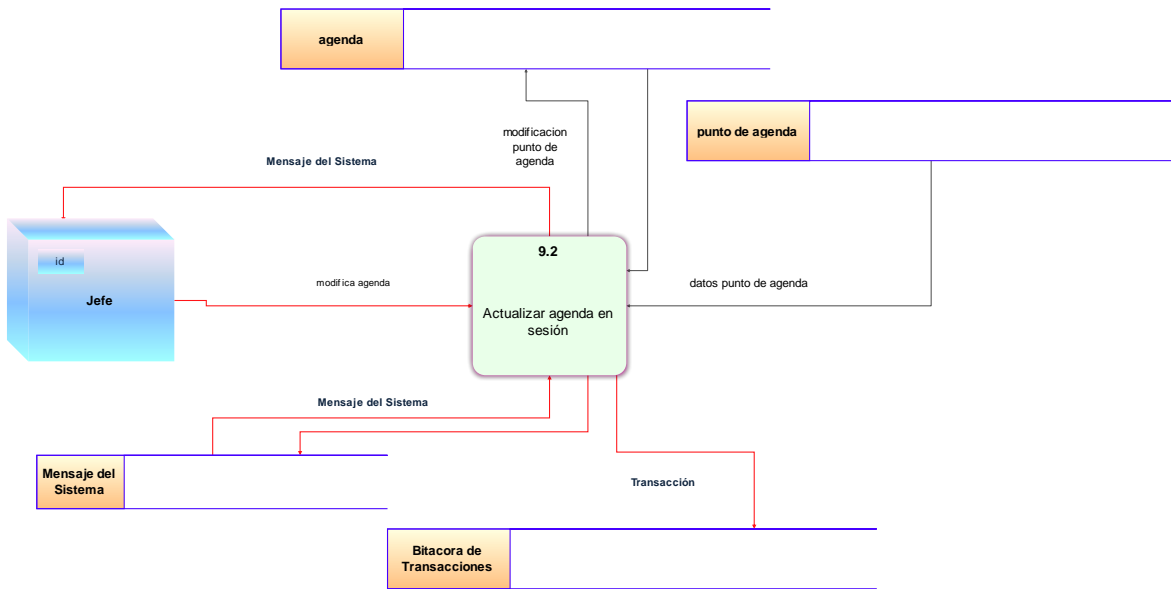 agenda
punto de agenda
modificacion
punto de
agenda
Mensaje del Sistema
9.2
id
Jefe
modifica agenda
datos punto de agenda
Actualizar agenda en
sesión
Mensaje del Sistema
Mensaje del
Sistema
Transacción
Bitacora de
Transacciones